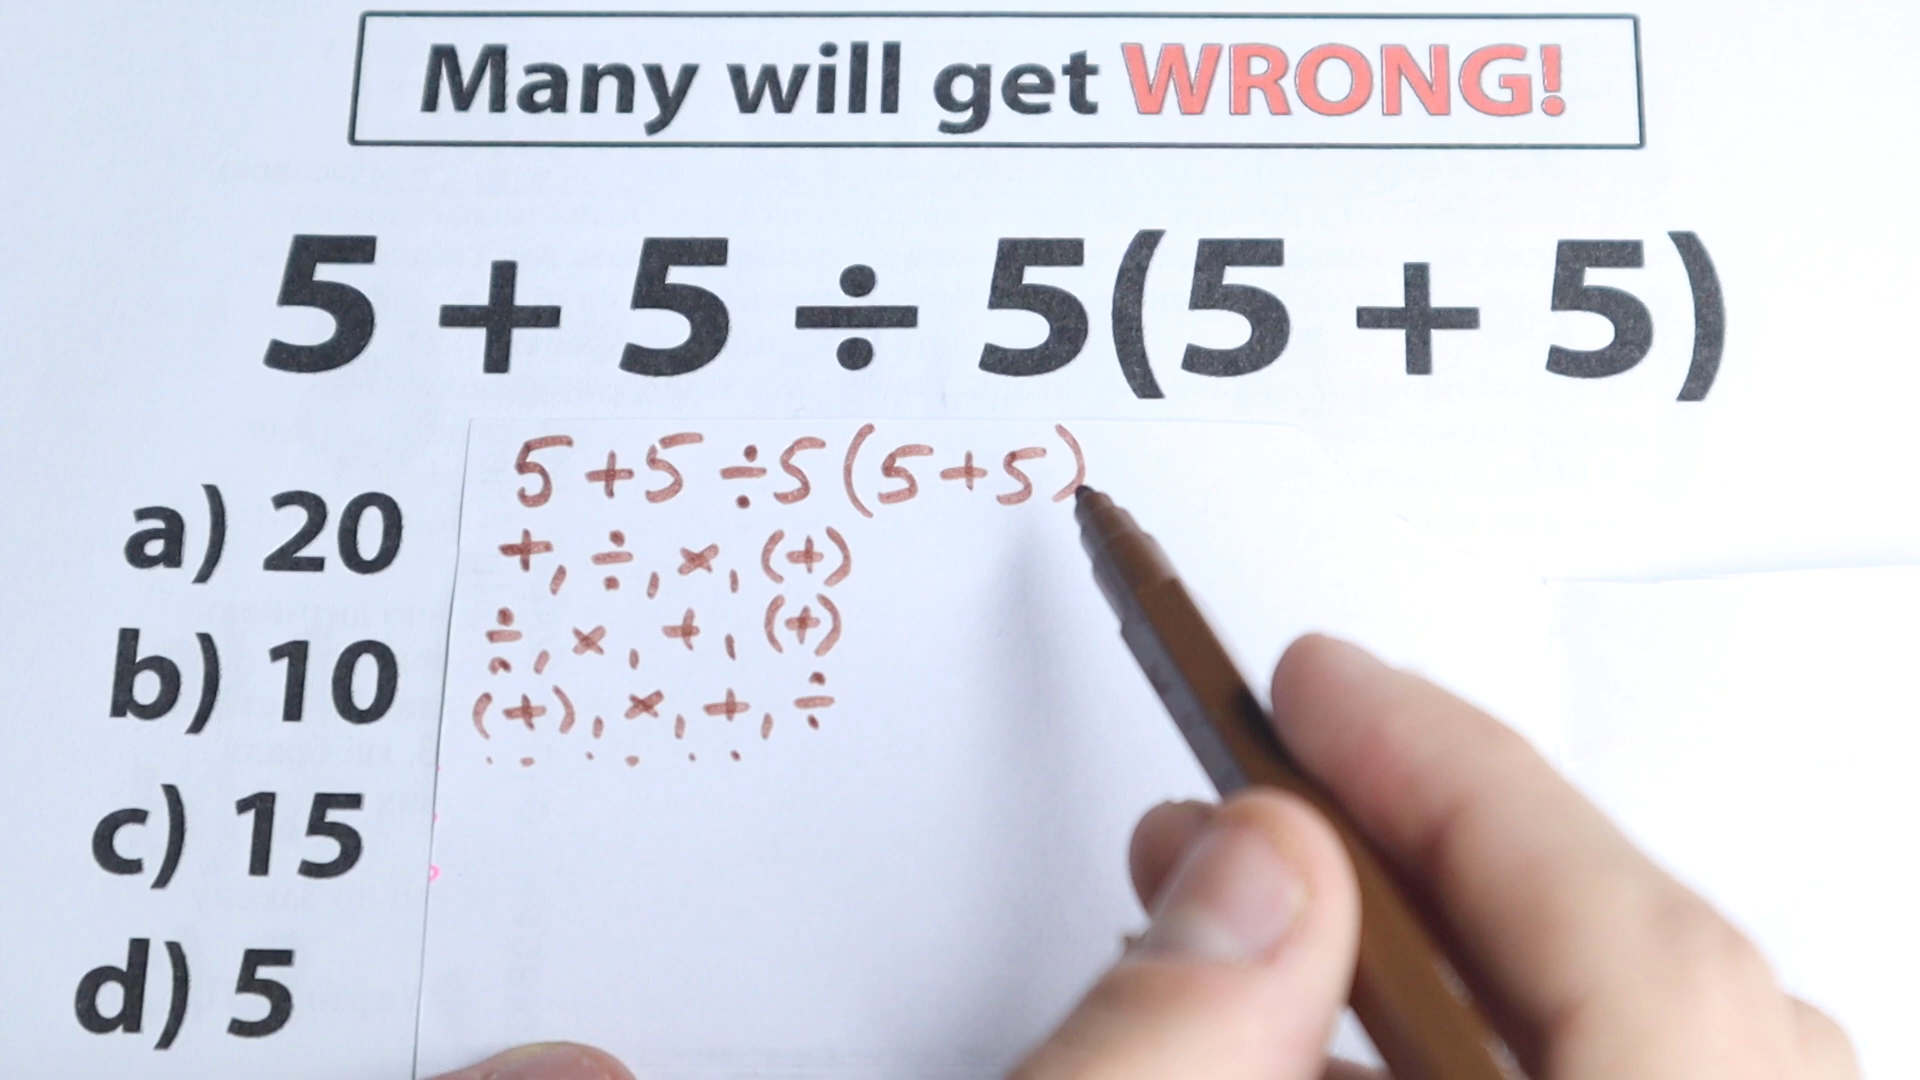 Many will get WRONG!
5 + 5 ÷ 5(5 + 5)
5 + 5 ÷ 5 (5 + 5)
+, ÷, ×, (+)
÷, ×, +, (+)
(+), ×, +, ÷
a) 20
b) 10
c) 15
d) 5